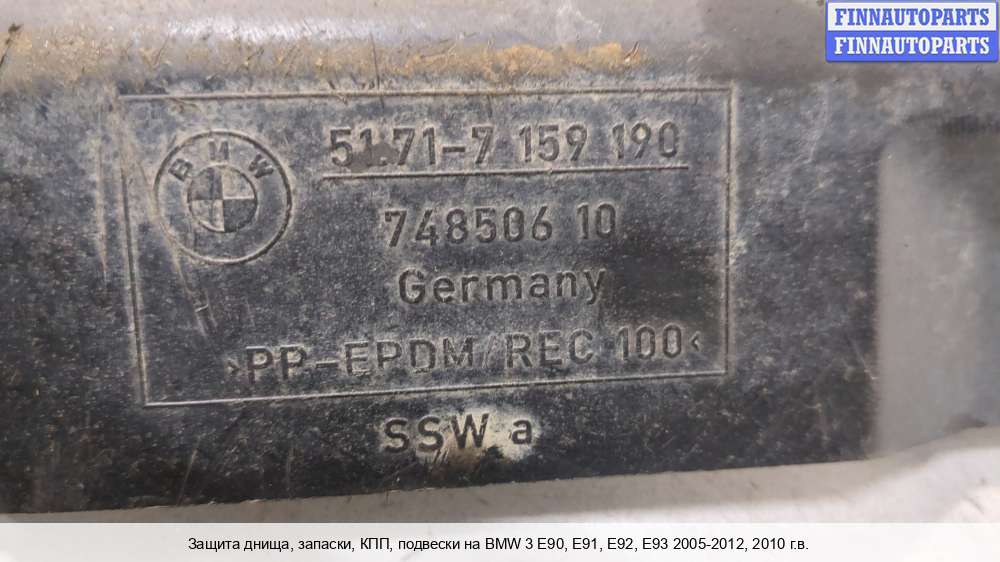 FINNAUTOPARTS
FINNAUTOPARTS
BMW
51.71-7 159 190
748506 10
Germany
>PP-EPDM/REC 100<
SSW a
Защита днища, запаски, КПП, подвески на BMW 3 E90, E91, E92, E93 2005-2012, 2010 г.в.